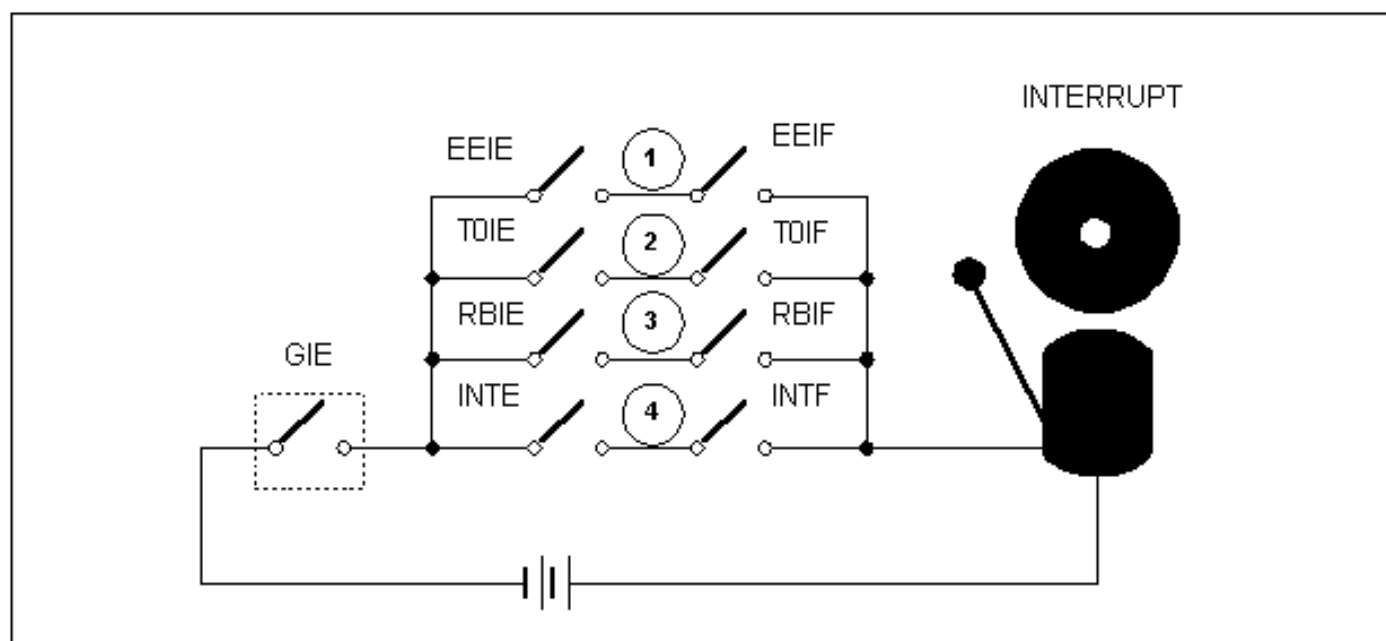 INTERRUPT
EEIE 1 EEIF
T0IE 2 T0IF
RBIE 3 RBIF
GIE
INTE 4 INTF